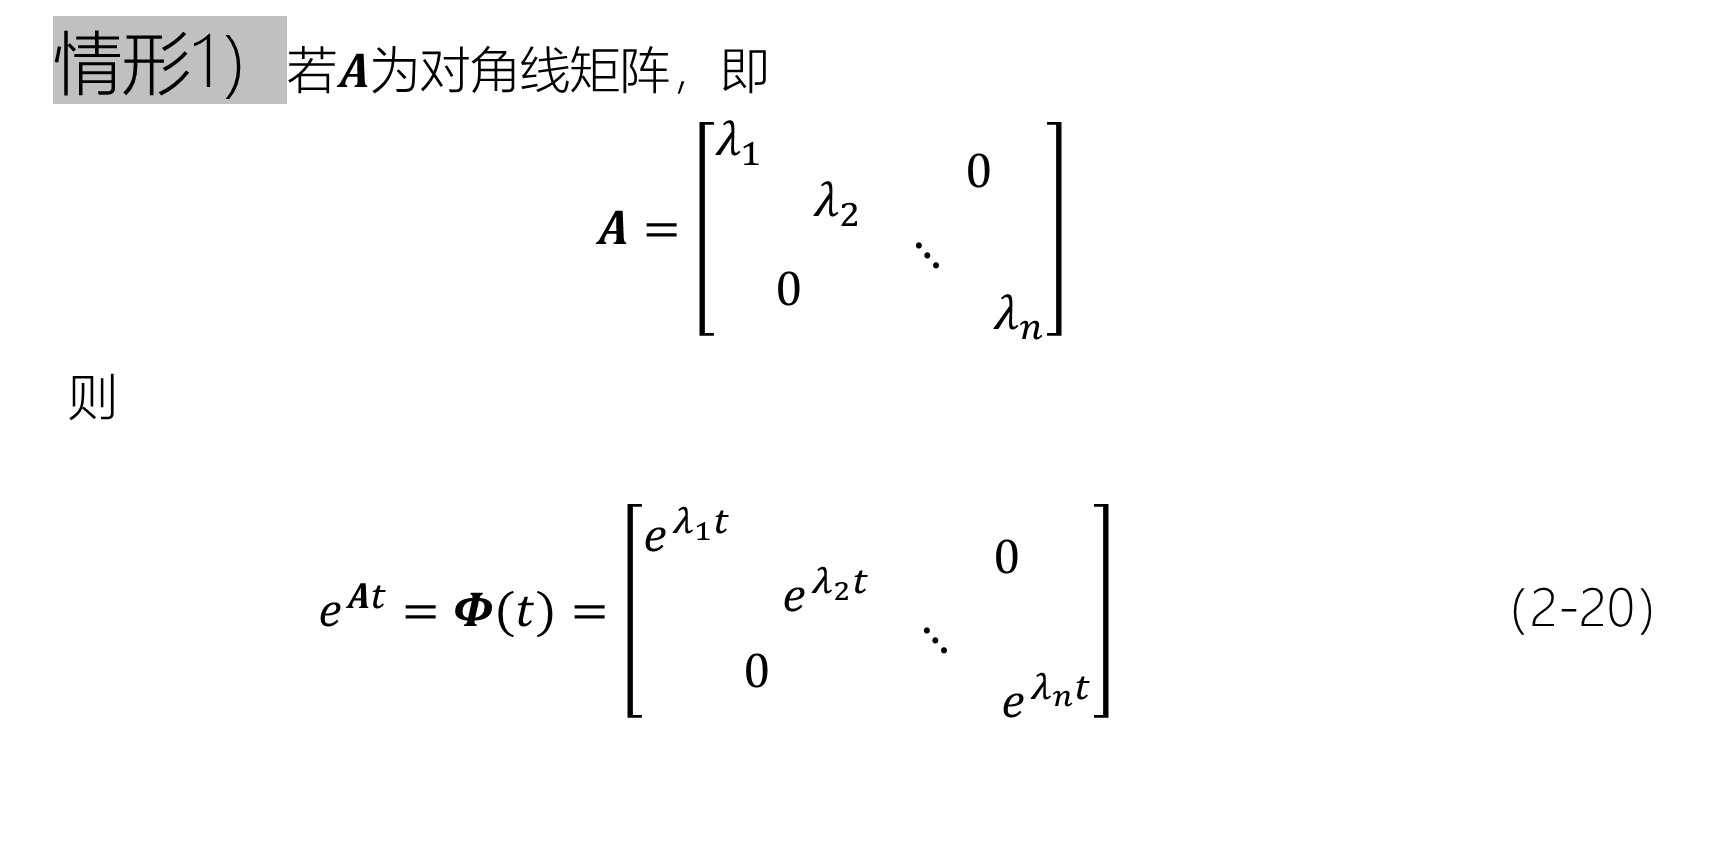 情形1） 若A为对角线矩阵，即
A = [λ₁ 0
λ₂
⋱
0
λₙ]
则
e^{At} = Φ(t) = [e^{λ₁t} 0
e^{λ₂t}
⋱
0
e^{λₙt}] (2-20)